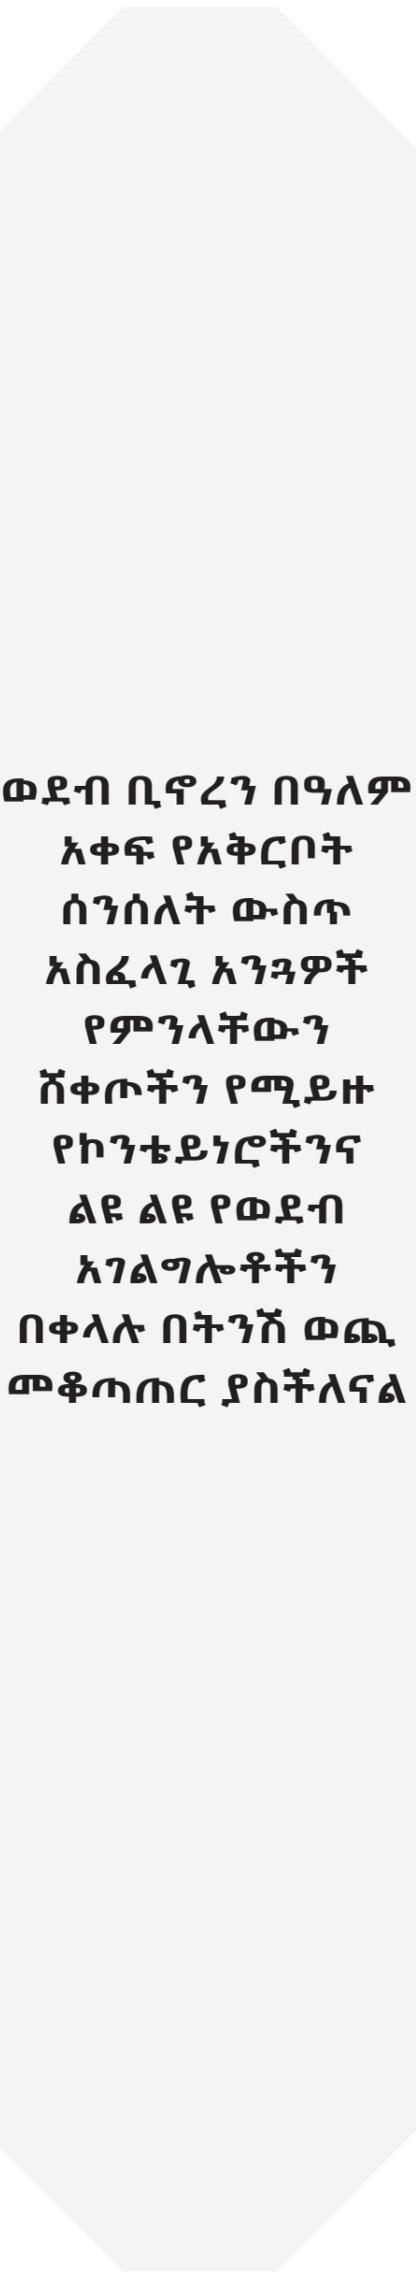 ወደብ ቢኖረን በዓለም
አቀፍ የአቅርቦት
ሰንሰለት ውስጥ
አስፈላጊ አንጓዎች
የምንላቸውን
ሸቀጦችን የሚይዙ
የኮንቴይነሮችንና
ልዩ ልዩ የወደብ
አገልግሎቶችን
በቀላሉ በትንሽ ወጪ
መቆጣጠር ያስችለናል